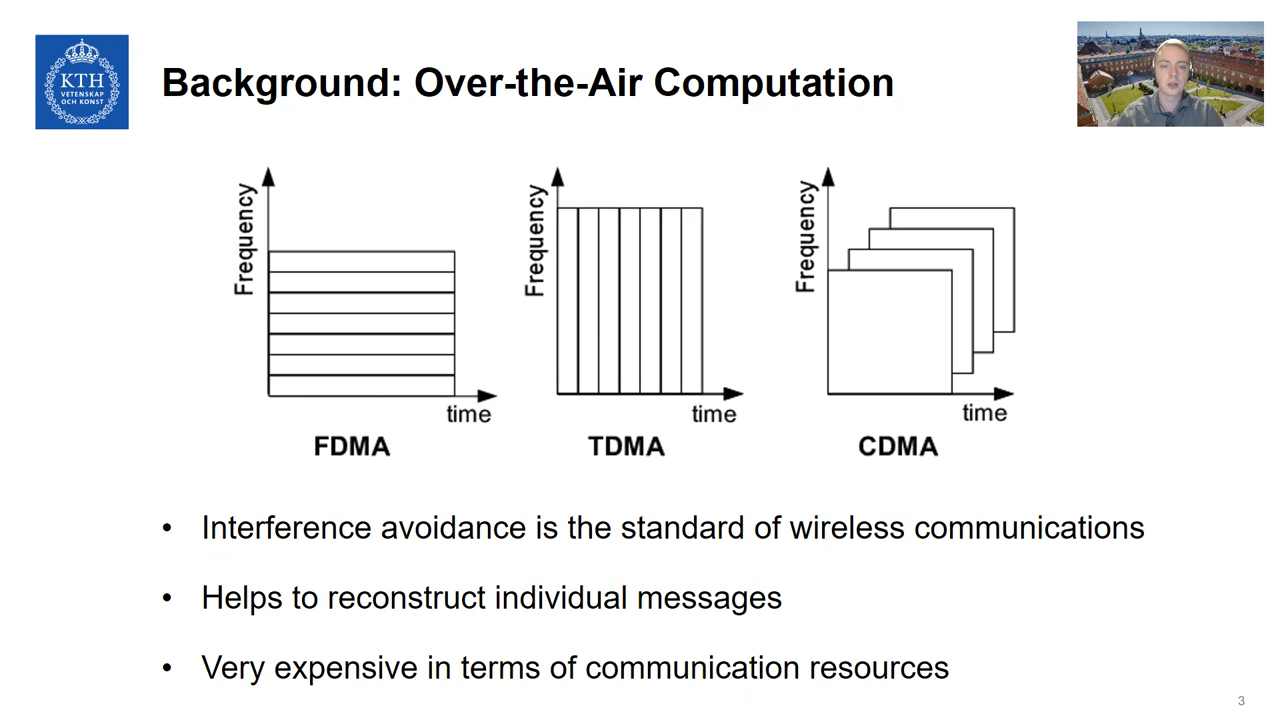 KTH
VETENSKAP
OCH KONST
Background: Over-the-Air Computation
Frequency
time
FDMA
Frequency
time
TDMA
Frequency
time
CDMA
• Interference avoidance is the standard of wireless communications
• Helps to reconstruct individual messages
• Very expensive in terms of communication resources
3